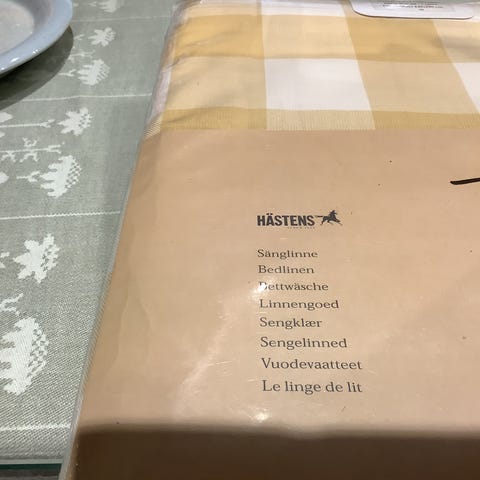 HÄSTENS
Sänglinne
Bedlinen
Bettwäsche
Linnengoed
Sengklær
Sengelinned
Vuodevaatteet
Le linge de lit